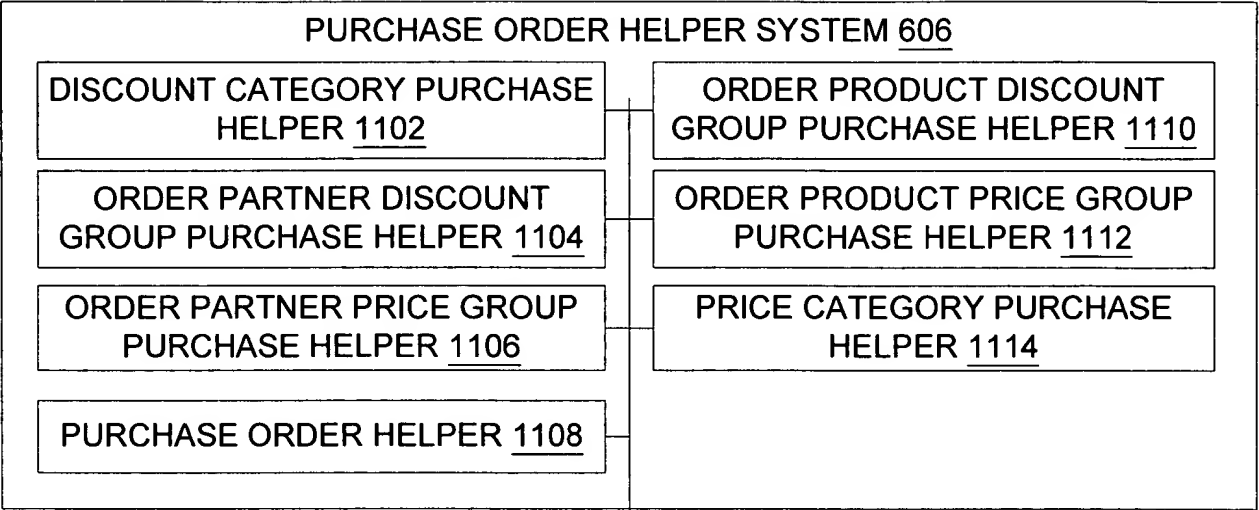 PURCHASE ORDER HELPER SYSTEM 606
DISCOUNT CATEGORY PURCHASE
HELPER 1102
ORDER PARTNER DISCOUNT
GROUP PURCHASE HELPER 1104
ORDER PARTNER PRICE GROUP
PURCHASE HELPER 1106
PURCHASE ORDER HELPER 1108
ORDER PRODUCT DISCOUNT
GROUP PURCHASE HELPER 1110
ORDER PRODUCT PRICE GROUP
PURCHASE HELPER 1112
PRICE CATEGORY PURCHASE
HELPER 1114